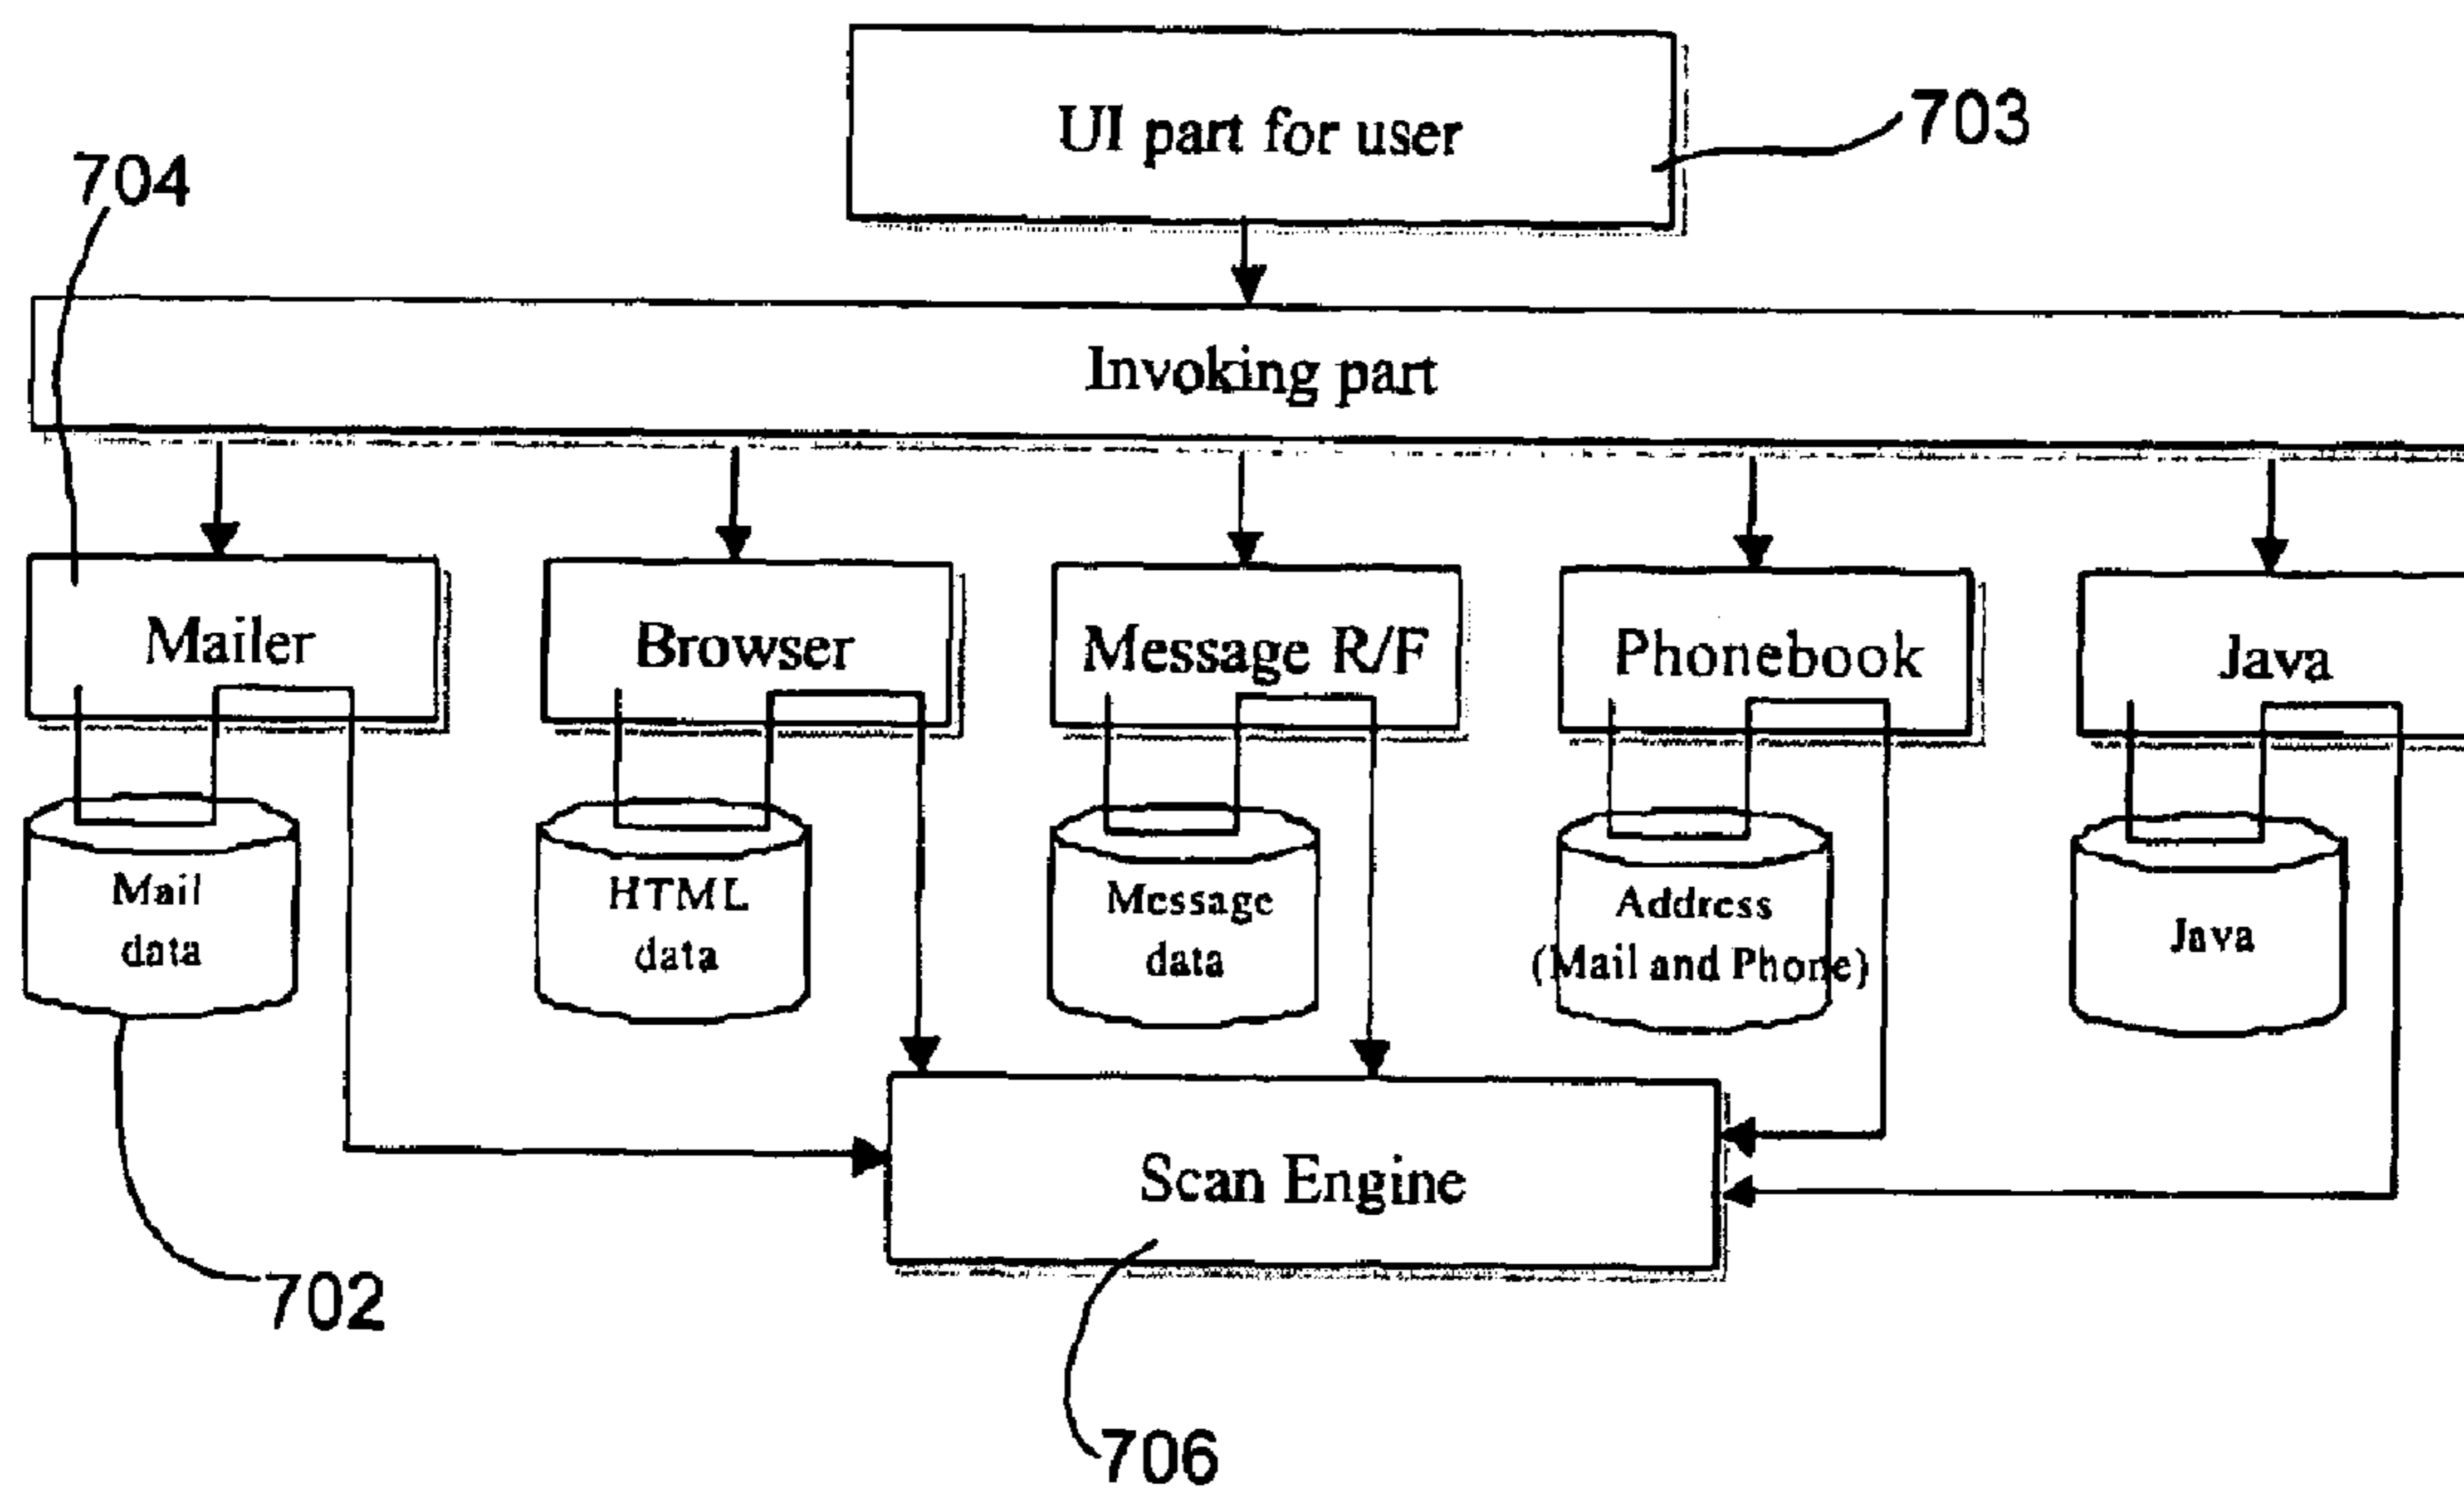 UI part for user
703
704
Invoking part
Mailer
Browser
Message R/F
Phonebook
Java
Mail
data
HTML
data
Message
data
Address
(Mail and Phone)
Java
Scan Engine
702
706